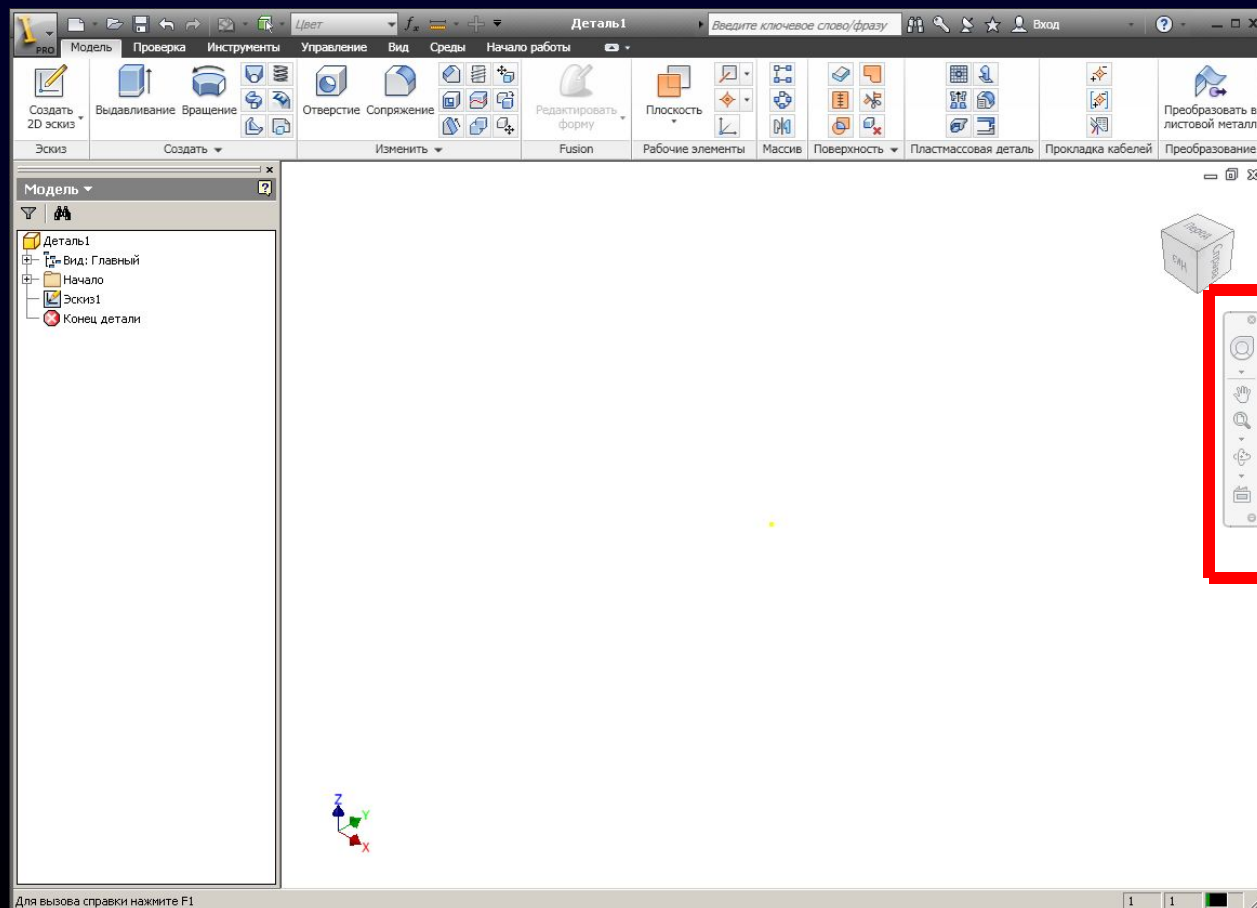 Цвет Деталь1 Введите ключевое слово/фразу Вход
PRO Модель Проверка Инструменты Управление Вид Среды Начало работы
Создать 2D эскиз
Выдавливание Вращение
Отверстие Сопряжение
Редактировать форму
Плоскость
Преобразовать в листовой металл
Эскиз Создать Изменить Fusion Рабочие элементы Массив Поверхность Пластмассовая деталь Прокладка кабелей Преобразование
Модель
Деталь1
Вид: Главный
Начало
Эскиз1
Конец детали
Перед
Справа
Z
Y
X
Для вызова справки нажмите F1
1 1